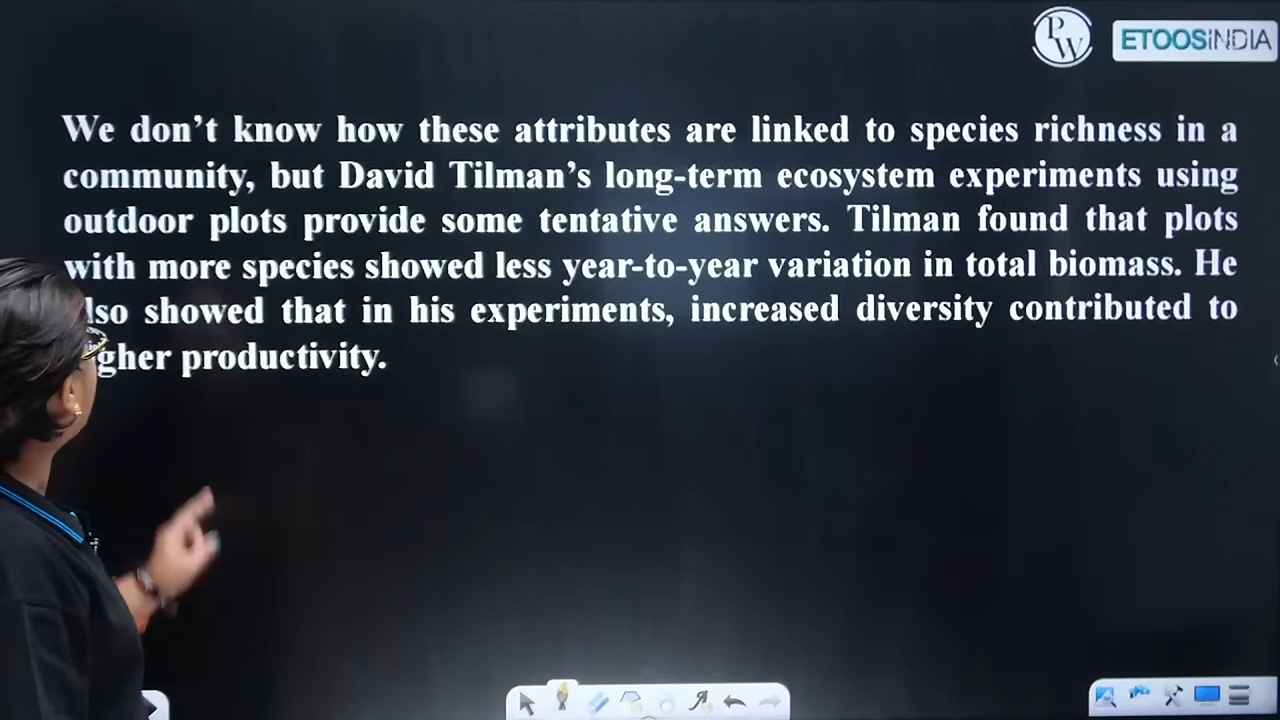 PW
ETOOSINDIA
We don't know how these attributes are linked to species richness in a
community, but David Tilman's long-term ecosystem experiments using
outdoor plots provide some tentative answers. Tilman found that plots
with more species showed less year-to-year variation in total biomass. He
lso showed that in his experiments, increased diversity contributed to
gher productivity.